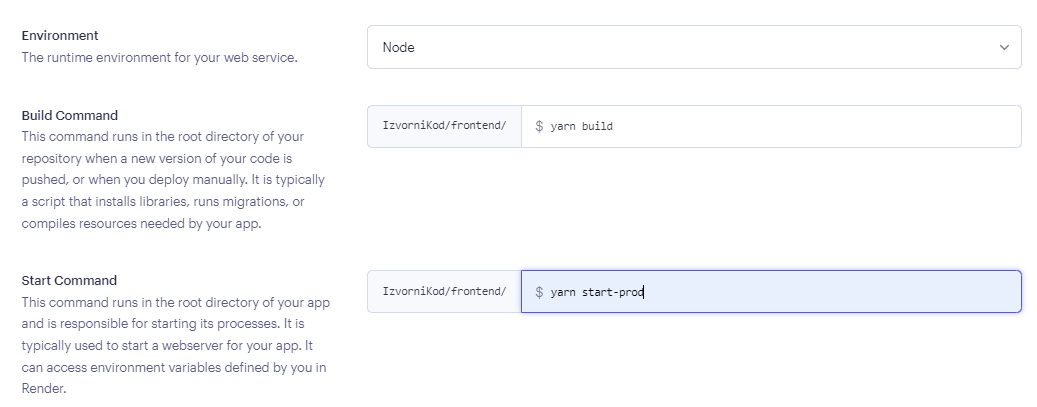 Environment
The runtime environment for your web service.
Node
Build Command
This command runs in the root directory of your
repository when a new version of your code is
pushed, or when you deploy manually. It is typically
a script that installs libraries, runs migrations, or
compiles resources needed by your app.
IzvorniKod/frontend/ $ yarn build
Start Command
This command runs in the root directory of your app
and is responsible for starting its processes. It is
typically used to start a webserver for your app. It
can access environment variables defined by you in
Render.
IzvorniKod/frontend/ $ yarn start-prod